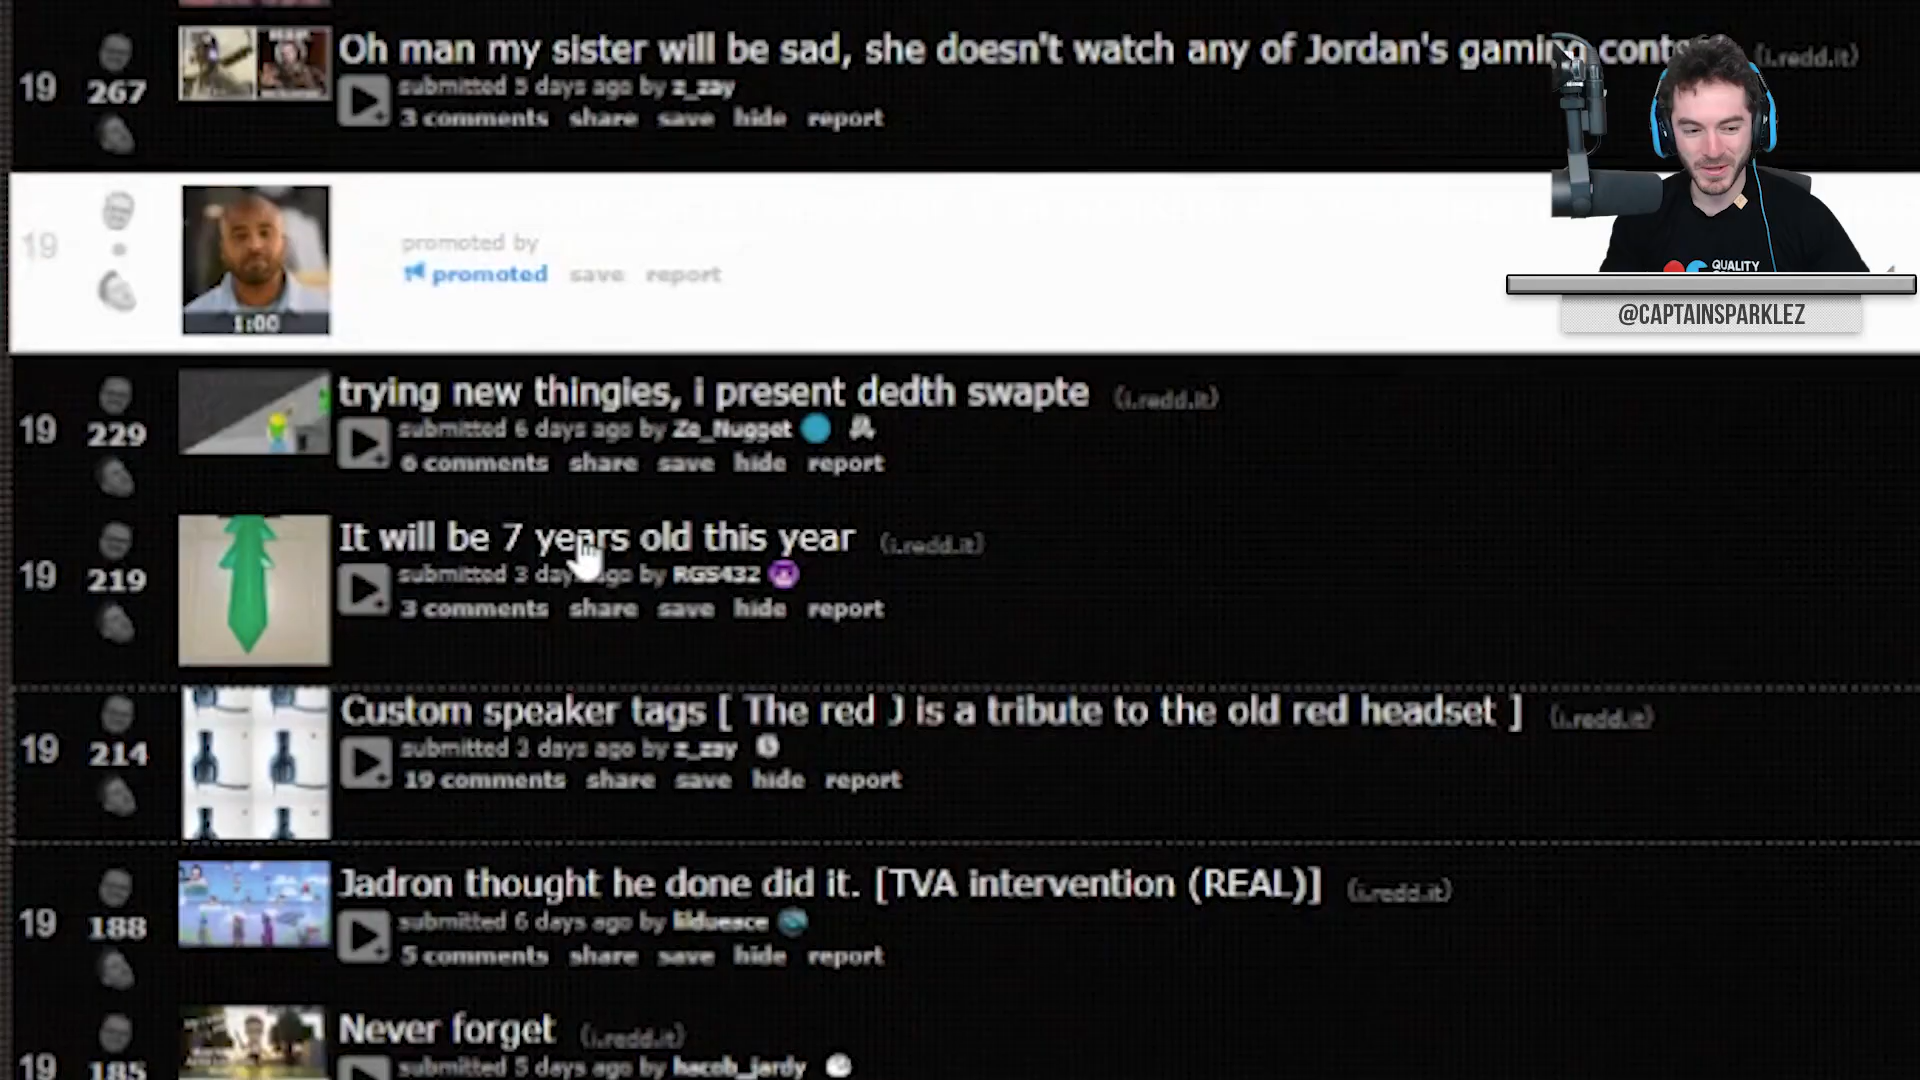 Oh man my sister will be sad, she doesn't watch any of Jordan's gaming (i.redd.it)
19 267 submitted 5 days ago by z_zay
3 comments share save hide report
19 promoted by
promoted save report
1:00
QUALITY
@CAPTAINSPARKLEZ
trying new thingies, i present dedth swapte (i.redd.it)
19 229 submitted 6 days ago by Ze_Nugget
6 comments share save hide report
It will be 7 years old this year (i.redd.it)
19 219 submitted 3 days ago by RGS432
3 comments share save hide report
Custom speaker tags [ The red J is a tribute to the old red headset ] (i.redd.it)
19 214 submitted 3 days ago by z_zay
19 comments share save hide report
Jadron thought he done did it. [TVA intervention (REAL)] (i.redd.it)
19 188 submitted 6 days ago by
5 comments share save hide report
Never forget (i.redd.it)
19 185 submitted 5 days ago by hacob_jardy